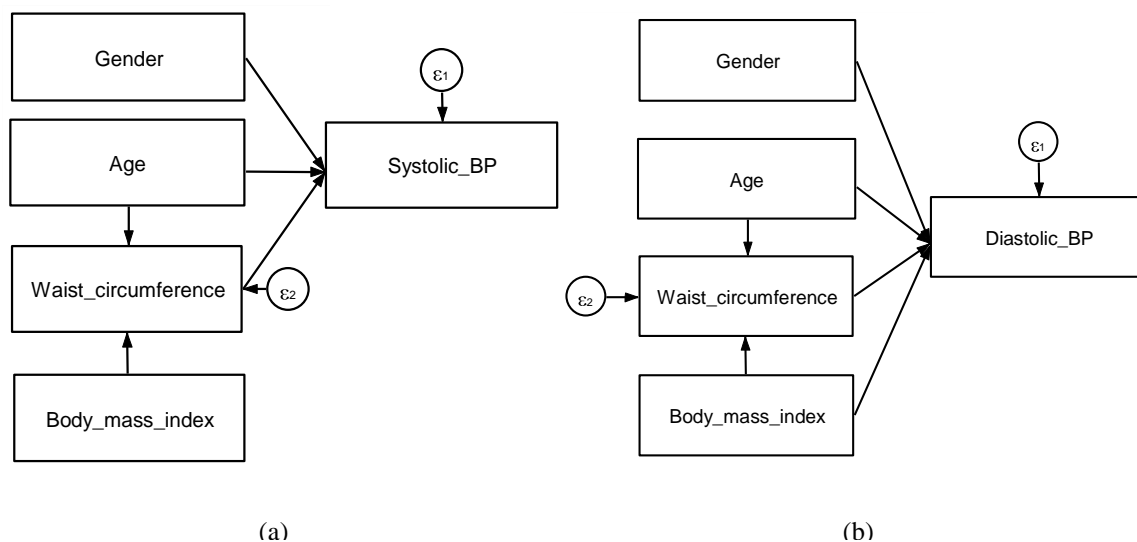 Gender
ε1
Age
Systolic_BP
Waist_circumference
ε2
Body_mass_index
(a)
Gender
ε1
Age
Diastolic_BP
ε2
Waist_circumference
Body_mass_index
(b)